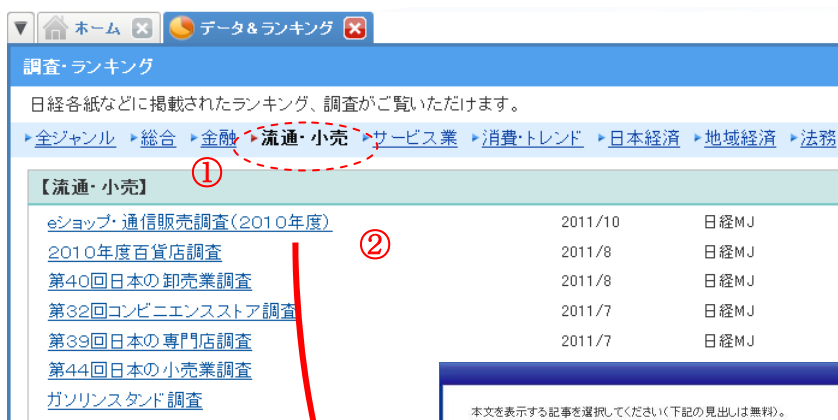 ▼ ホーム データ&ランキング
調査・ランキング
日経各紙などに掲載されたランキング、調査がご覧いただけます。
全ジャンル 総合 金融 流通・小売 サービス業 消費・トレンド 日本経済 地域経済 法務
①
【流通・小売】
eショップ・通信販売調査(2010年度) 2011/10 日経MJ
②
2010年度百貨店調査 2011/8 日経MJ
第40回日本の卸売業調査 2011/8 日経MJ
第32回コンビニエンスストア調査 2011/7 日経MJ
第39回日本の専門店調査 2011/7 日経MJ
第44回日本の小売業調査
ガソリンスタンド調査
本文を表示する記事を選択してください(下記の見出しは無料)。